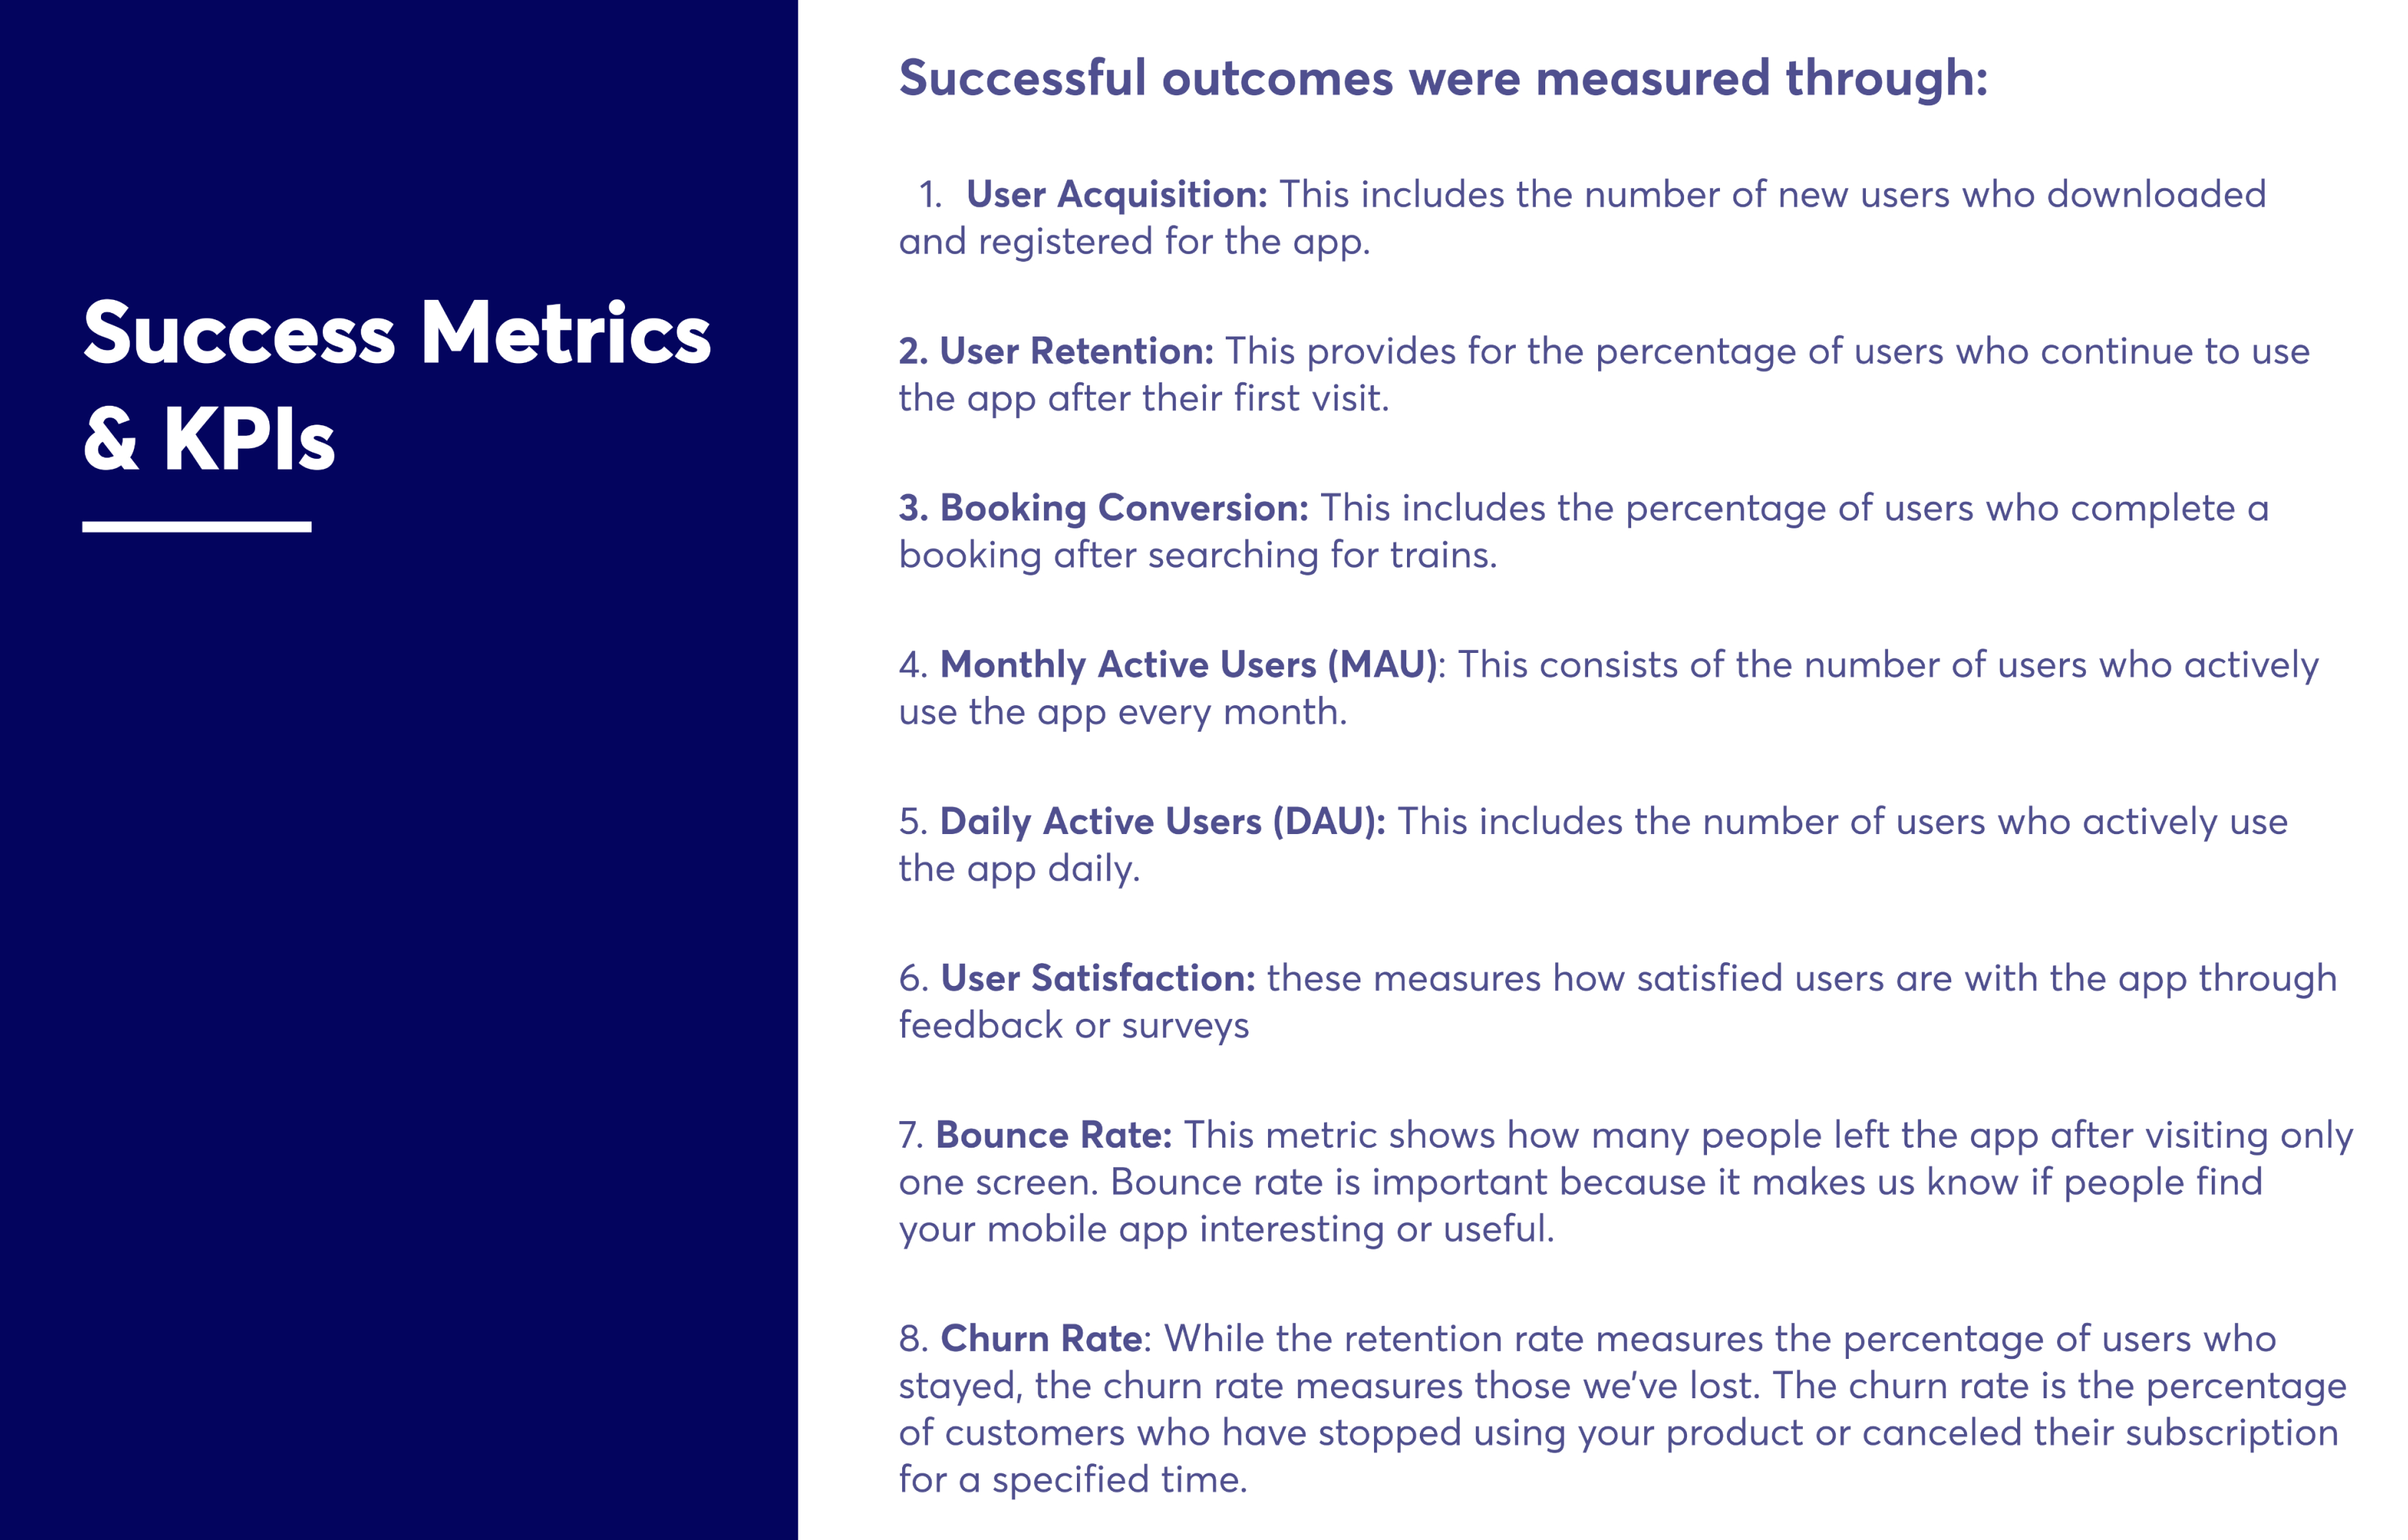 Success Metrics
& KPIs
Successful outcomes were measured through:
1. User Acquisition: This includes the number of new users who downloaded
and registered for the app.
2. User Retention: This provides for the percentage of users who continue to use
the app after their first visit.
3. Booking Conversion: This includes the percentage of users who complete a
booking after searching for trains.
4. Monthly Active Users (MAU): This consists of the number of users who actively
use the app every month.
5. Daily Active Users (DAU): This includes the number of users who actively use
the app daily.
6. User Satisfaction: these measures how satisfied users are with the app through
feedback or surveys
7. Bounce Rate: This metric shows how many people left the app after visiting only
one screen. Bounce rate is important because it makes us know if people find
your mobile app interesting or useful.
8. Churn Rate: While the retention rate measures the percentage of users who
stayed, the churn rate measures those we've lost. The churn rate is the percentage
of customers who have stopped using your product or canceled their subscription
for a specified time.